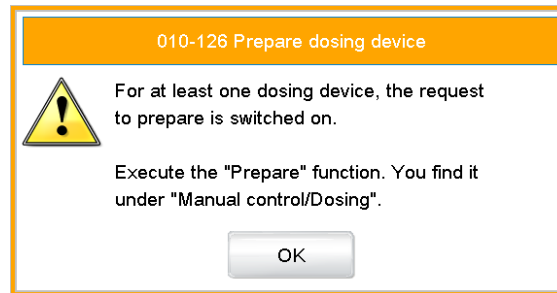 010-126 Prepare dosing device
For at least one dosing device, the request
to prepare is switched on.
Execute the "Prepare" function. You find it
under "Manual control/Dosing".
OK